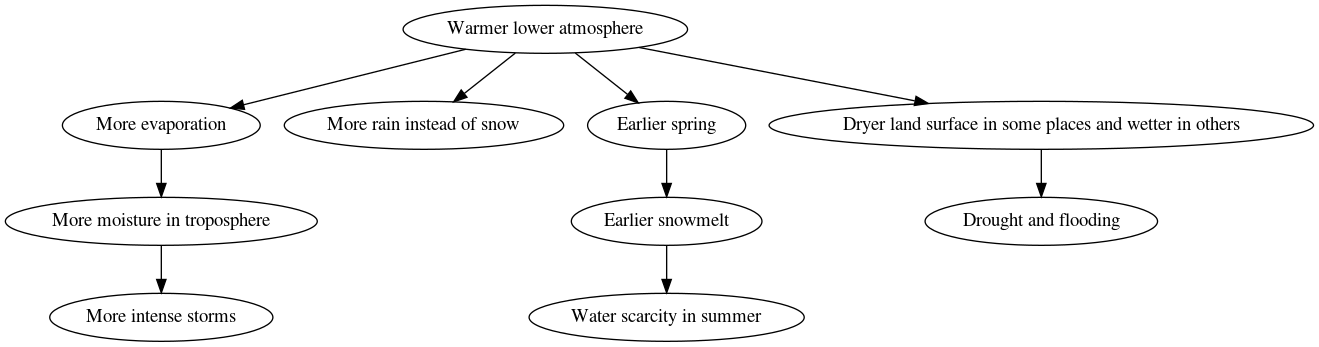 Warmer lower atmosphere
More evaporation
More rain instead of snow
Earlier spring
Dryer land surface in some places and wetter in others
More moisture in troposphere
Earlier snowmelt
Drought and flooding
More intense storms
Water scarcity in summer